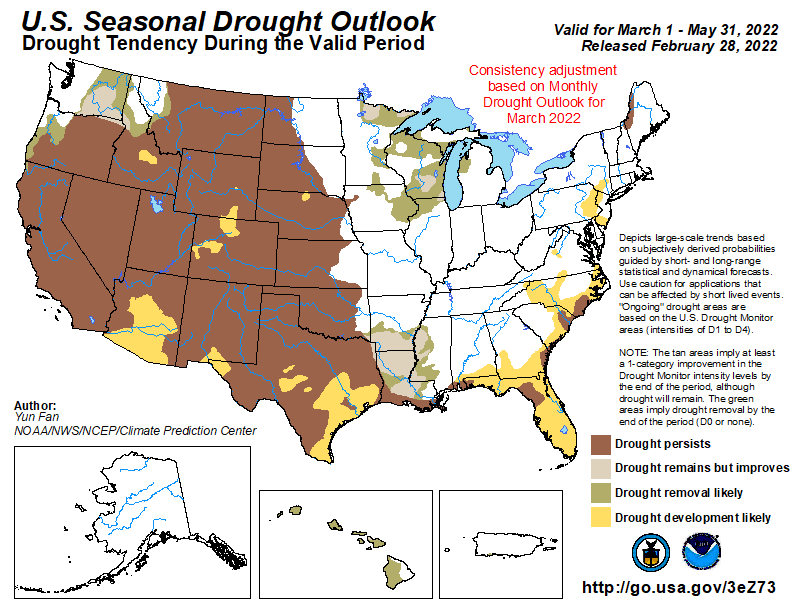 U.S. Seasonal Drought Outlook
Drought Tendency During the Valid Period
Valid for March 1 - May 31, 2022
Released February 28, 2022
Consistency adjustment
based on Monthly
Drought Outlook for
March 2022
Depicts large-scale trends based
on subjectively derived probabilities
guided by short- and long-range
statistical and dynamical forecasts.
Use caution for applications that
can be affected by short lived events.
"Ongoing" drought areas are
based on the U.S. Drought Monitor
areas (intensities of D1 to D4).
NOTE: The tan areas imply at least
a 1-category improvement in the
Drought Monitor intensity levels by
the end of the period, although
drought will remain. The green
areas imply drought removal by the
end of the period (D0 or none).
Author:
Yun Fan
NOAA/NWS/NCEP/Climate Prediction Center
Drought persists
Drought remains but improves
Drought removal likely
Drought development likely
http://go.usa.gov/3eZ73